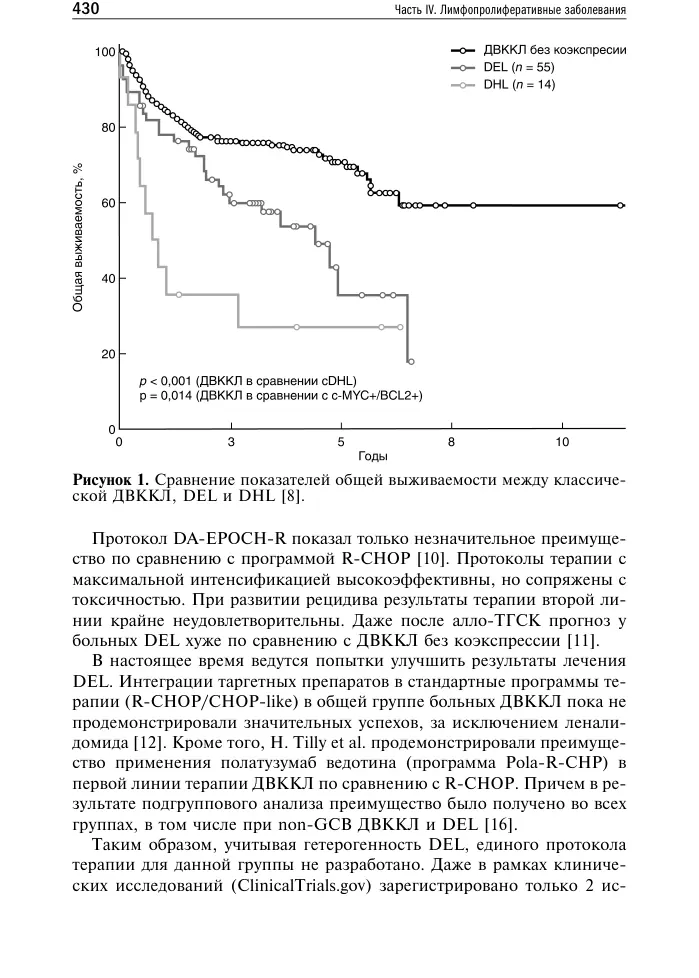 430
Часть IV. Лимфопролиферативные заболевания
100
80
60
40
20
0
Общая выживаемость, %
ДВККЛ без коэкспресии
DEL (n = 55)
DHL (n = 14)
p < 0,001 (ДВККЛ в сравнении cDHL)
p = 0,014 (ДВККЛ в сравнении с c-MYC+/BCL2+)
0 3 5 8 10
Годы
Рисунок 1. Сравнение показателей общей выживаемости между классиче-
ской ДВККЛ, DEL и DHL [8].
Протокол DA-EPOCH-R показал только незначительное преимуще-
ство по сравнению с программой R-CHOP [10]. Протоколы терапии с
максимальной интенсификацией высокоэффективны, но сопряжены с
токсичностью. При развитии рецидива результаты терапии второй ли-
нии крайне неудовлетворительны. Даже после алло-ТГСК прогноз у
больных DEL хуже по сравнению с ДВККЛ без коэкспрессии [11].
В настоящее время ведутся попытки улучшить результаты лечения
DEL. Интеграции таргетных препаратов в стандартные программы те-
рапии (R-CHOP/CHOP-like) в общей группе больных ДВККЛ пока не
продемонстрировали значительных успехов, за исключением ленали-
домида [12]. Кроме того, H. Tilly et al. продемонстрировали преимуще-
ство применения полатузумаб ведотина (программа Pola-R-CHP) в
первой линии терапии ДВККЛ по сравнению с R-CHOP. Причем в ре-
зультате подгруппового анализа преимущество было получено во всех
группах, в том числе при non-GCB ДВККЛ и DEL [16].
Таким образом, учитывая гетерогенность DEL, единого протокола
терапии для данной группы не разработано. Даже в рамках клиниче-
ских исследований (ClinicalTrials.gov) зарегистрировано только 2 ис-